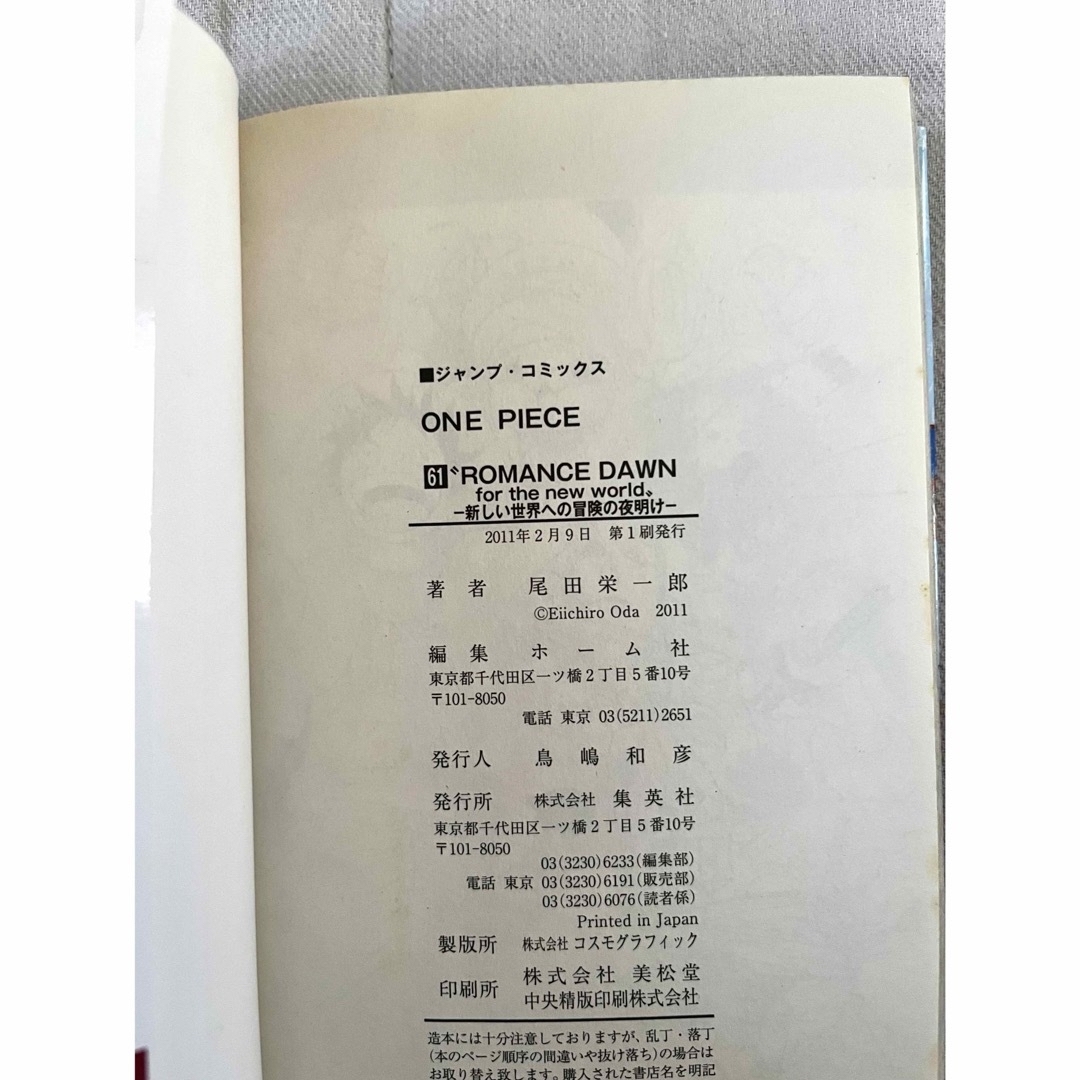 ■ジャンプ・コミックス
ONE PIECE
61〝ROMANCE DAWN
for the new world〟
−新しい世界への冒険の夜明け−
2011年2月9日 第1刷発行
著者 尾田栄一郎
©Eiichiro Oda 2011
編集 ホーム社
東京都千代田区一ツ橋2丁目5番10号
〒101-8050
電話 東京 03(5211)2651
発行人 鳥嶋和彦
発行所 株式会社 集英社
東京都千代田区一ツ橋2丁目5番10号
〒101-8050
03(3230)6233(編集部)
電話 東京 03(3230)6191(販売部)
03(3230)6076(読者係)
Printed in Japan
製版所 株式会社 コスモグラフィック
印刷所 株式会社 美松堂
中央精版印刷株式会社
造本には十分注意しておりますが、乱丁・落丁
(本のページ順序の間違いや抜け落ち)の場合は
お取り替え致します。購入された書店名を明記